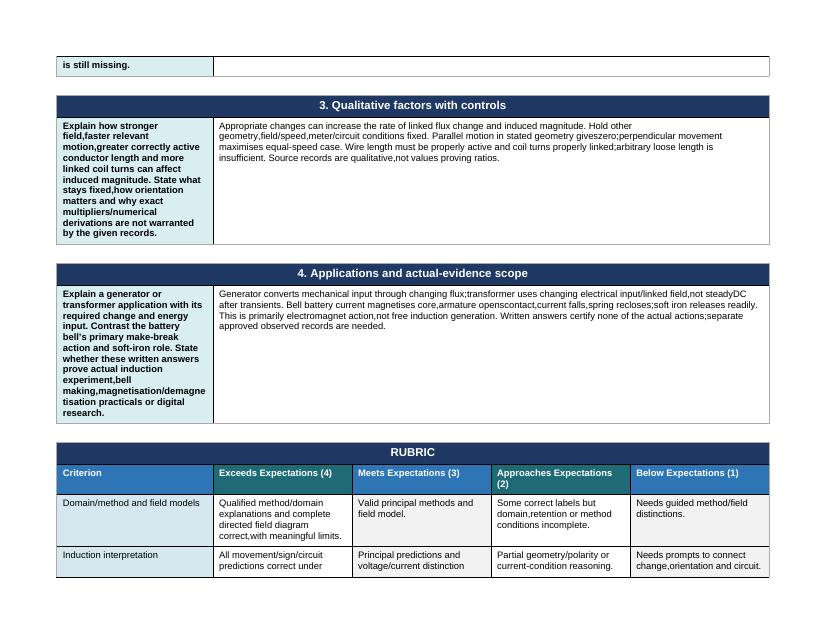 is still missing.
3. Qualitative factors with controls
Explain how stronger
field,faster relevant
motion,greater correctly active
conductor length and more
linked coil turns can affect
induced magnitude. State what
stays fixed,how orientation
matters and why exact
multipliers/numerical
derivations are not warranted
by the given records.
Appropriate changes can increase the rate of linked flux change and induced magnitude. Hold other
geometry,field/speed,meter/circuit conditions fixed. Parallel motion in stated geometry giveszero;perpendicular movement
maximises equal-speed case. Wire length must be properly active and coil turns properly linked;arbitrary loose length is
insufficient. Source records are qualitative,not values proving ratios.
4. Applications and actual-evidence scope
Explain a generator or
transformer application with its
required change and energy
input. Contrast the battery
bell's primary make-break
action and soft-iron role. State
whether these written answers
prove actual induction
experiment,bell
making,magnetisation/demagne
tisation practicals or digital
research.
Generator converts mechanical input through changing flux;transformer uses changing electrical input/linked field,not steadyDC
after transients. Bell battery current magnetises core,armature openscontact,current falls,spring recloses;soft iron releases readily.
This is primarily electromagnet action,not free induction generation. Written answers certify none of the actual actions;separate
approved observed records are needed.
RUBRIC
Criterion
Exceeds Expectations (4)
Meets Expectations (3)
Approaches Expectations
(2)
Below Expectations (1)
Domain/method and field models
Qualified method/domain
explanations and complete
directed field diagram
correct,with meaningful limits.
Valid principal methods and
field model.
Some correct labels but
domain,retention or method
conditions incomplete.
Needs guided method/field
distinctions.
Induction interpretation
All movement/sign/circuit
predictions correct under
Principal predictions and
voltage/current distinction
Partial geometry/polarity or
current-condition reasoning.
Needs prompts to connect
change,orientation and circuit.